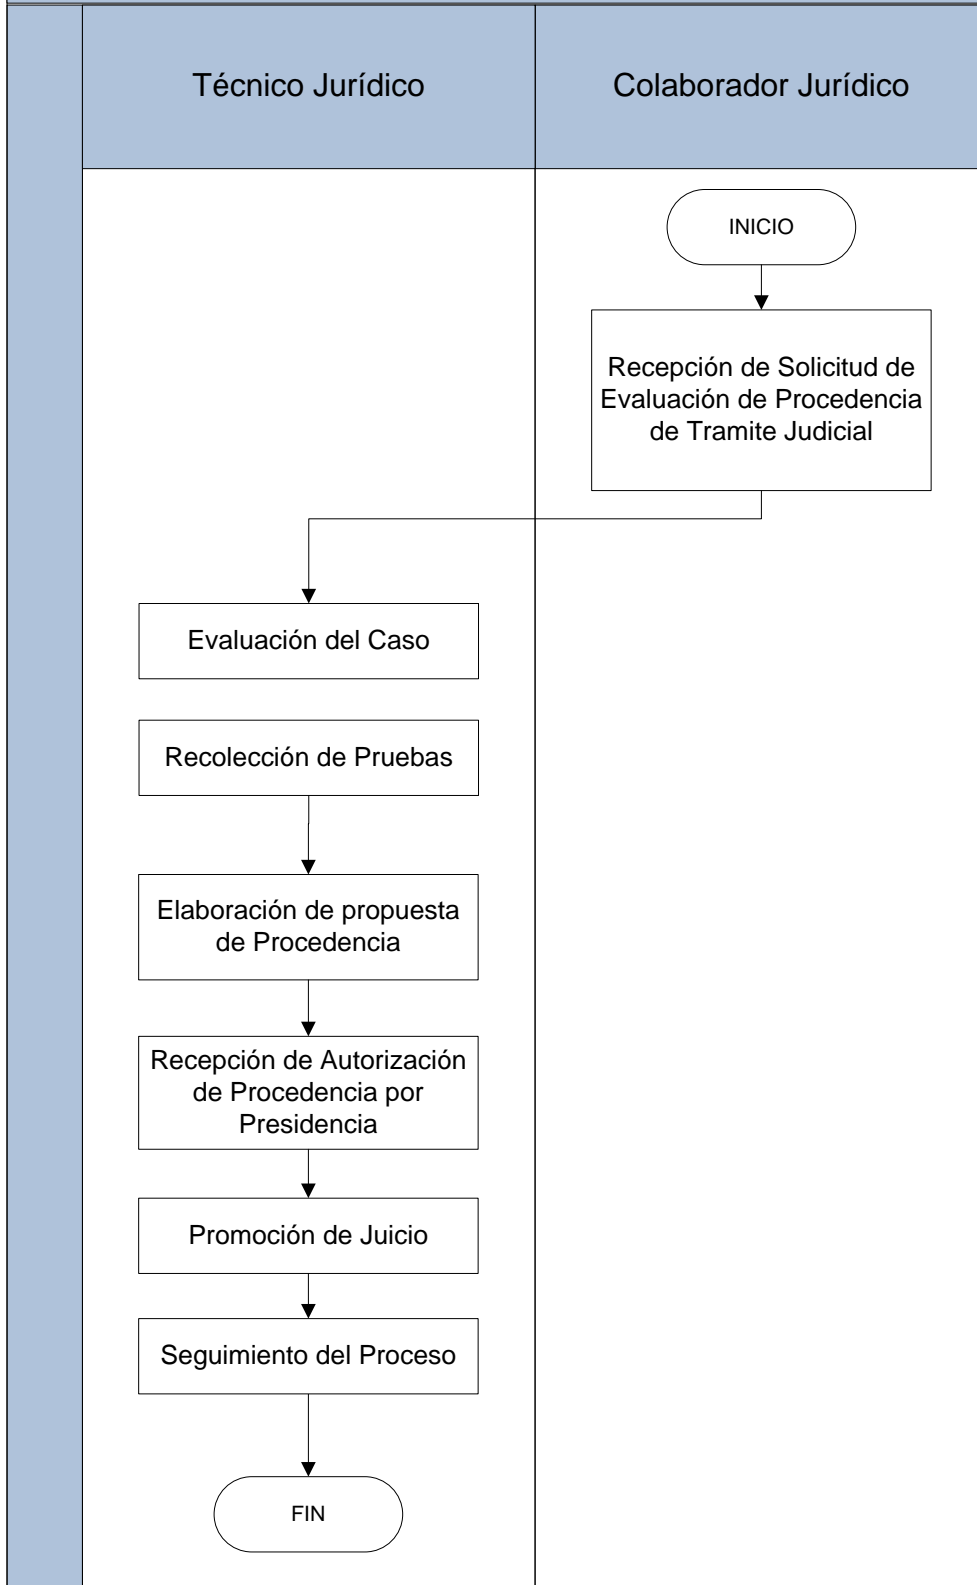 Técnico Jurídico
Colaborador Jurídico
INICIO
Recepción de Solicitud de
Evaluación de Procedencia
de Tramite Judicial
Evaluación del Caso
Recolección de Pruebas
Elaboración de propuesta
de Procedencia
Recepción de Autorización
de Procedencia por
Presidencia
Promoción de Juicio
Seguimiento del Proceso
FIN